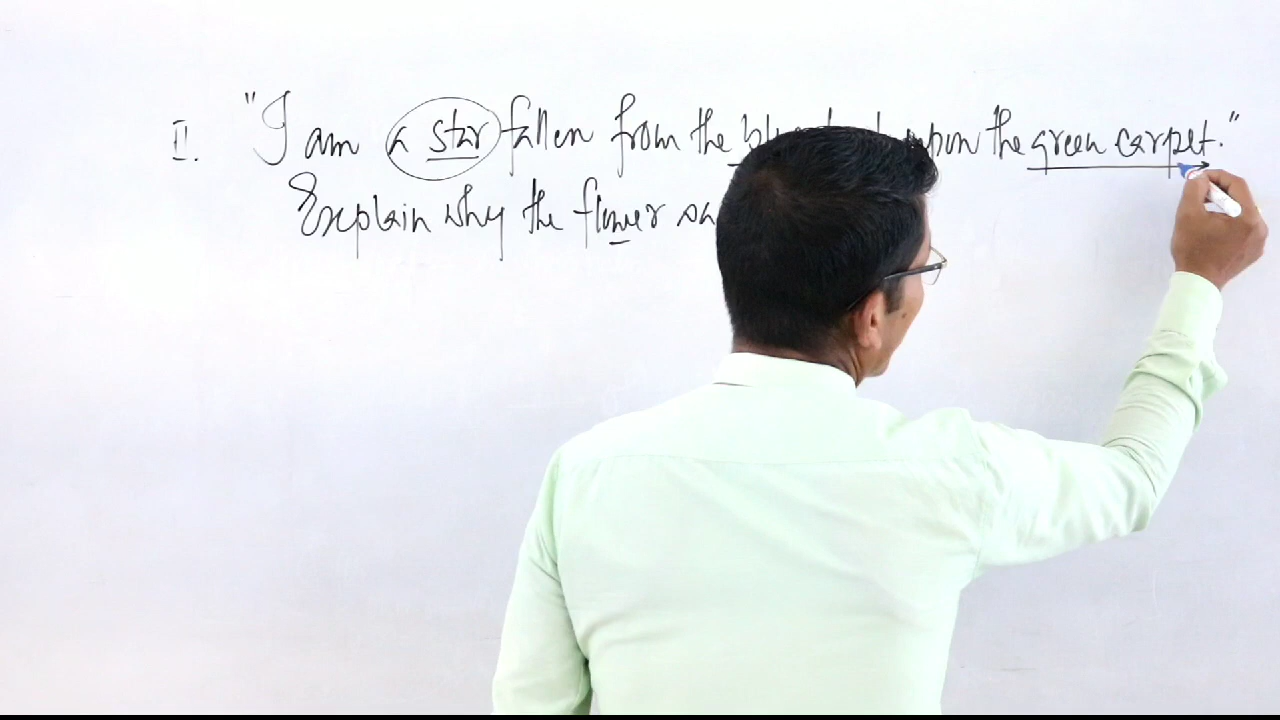 II. "I am a star fallen from the upon the green carpet."
Explain why the flower